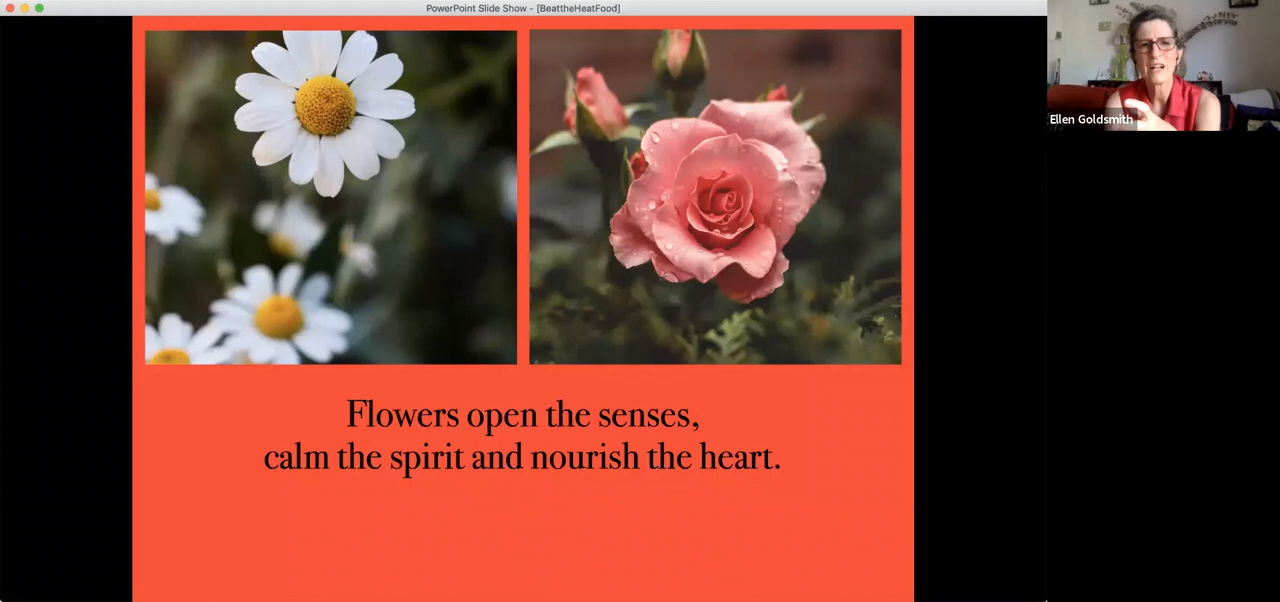 PowerPoint Slide Show - [BeattheHeatFood]
Ellen Goldsmith
Flowers open the senses,
calm the spirit and nourish the heart.